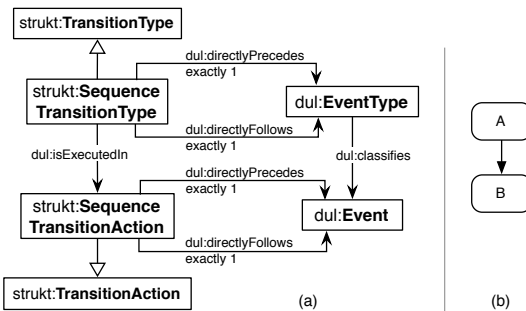 strukt:TransitionType
dul:directlyPrecedes
exactly 1
strukt:Sequence
TransitionType
dul:EventType
dul:directlyFollows
exactly 1
dul:isExecutedIn
dul:classifies
dul:directlyPrecedes
exactly 1
strukt:Sequence
TransitionAction
dul:Event
dul:directlyFollows
exactly 1
strukt:TransitionAction
(a)
A
B
(b)